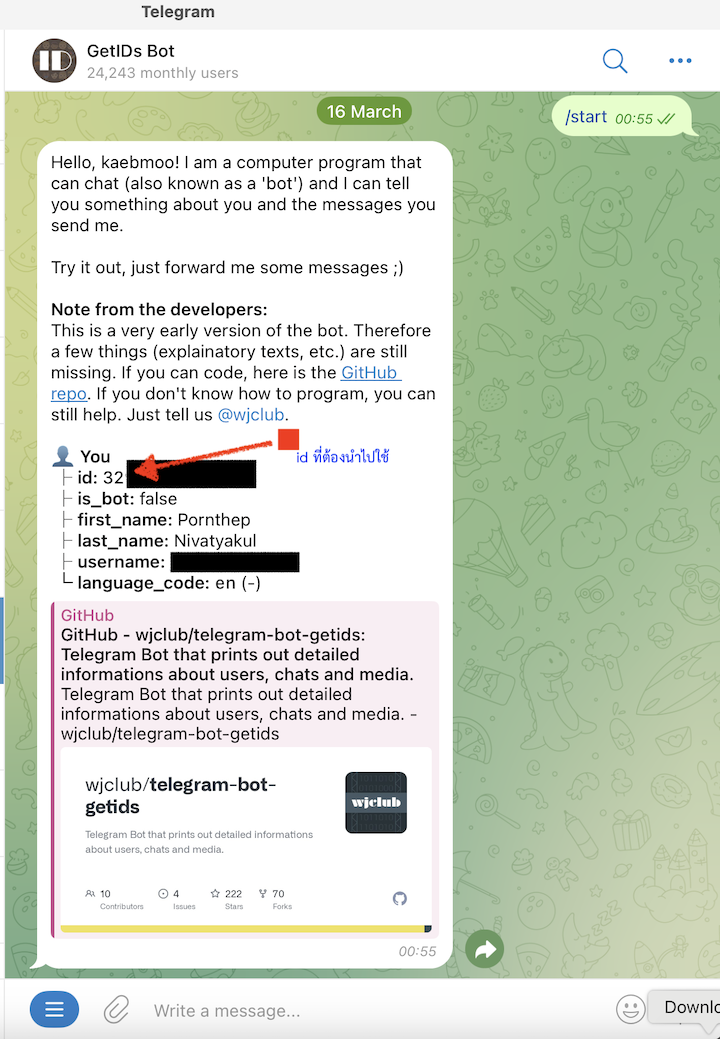 Telegram
GetIDs Bot
24,243 monthly users
16 March
/start 00:55
Hello, kaebmoo! I am a computer program that
can chat (also known as a 'bot') and I can tell
you something about you and the messages you
send me.
Try it out, just forward me some messages ;)
Note from the developers:
This is a very early version of the bot. Therefore
a few things (explainatory texts, etc.) are still
missing. If you can code, here is the GitHub
repo. If you don't know how to program, you can
still help. Just tell us @wjclub.
You
id ที่ต้องนำไปใช้
├ id: 32
├ is_bot: false
├ first_name: Pornthep
├ last_name: Nivatyakul
├ username:
└ language_code: en (-)
GitHub
GitHub - wjclub/telegram-bot-getids:
Telegram Bot that prints out detailed
informations about users, chats and media.
Telegram Bot that prints out detailed
informations about users, chats and media. -
wjclub/telegram-bot-getids
wjclub/telegram-bot-
getids
wjclub
Telegram Bot that prints out detailed informations
about users, chats and media.
10 4 222 70
Contributors Issues Stars Forks
00:55
Write a message...
Downlo